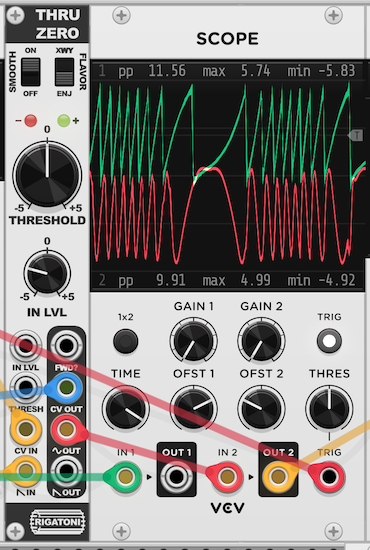 THRU
ZERO
SMOOTH
ON
OFF
XWY
ENJ
FLAVOR
- +
0
-5 +5
THRESHOLD
0
-5 +5
IN LVL
IN LVL
FWD?
THRESH
CV OUT
CV IN
OUT
IN
OUT
RIGATONI
SCOPE
1 pp 11.56 max 5.74 min -5.83
T
2 pp 9.91 max 4.99 min -4.92
1x2
GAIN 1
GAIN 2
TRIG
TIME
OFST 1
OFST 2
THRES
IN 1
OUT 1
IN 2
OUT 2
TRIG
VCV